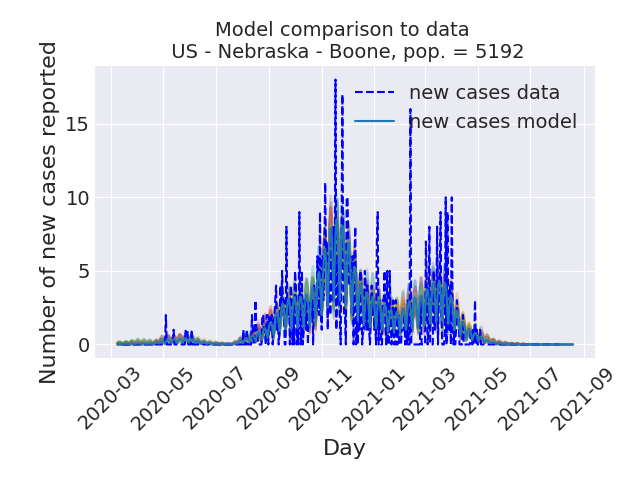 Model comparison to data
US - Nebraska - Boone, pop. = 5192
Number of new cases reported
15
10
5
0
new cases data
new cases model
2020-03
2020-05
2020-07
2020-09
2020-11
2021-01
2021-03
2021-05
2021-07
2021-09
Day